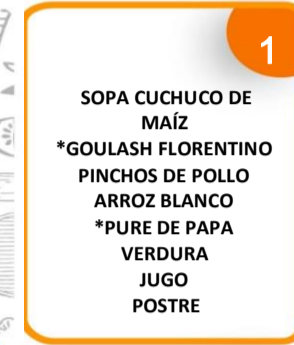 1
SOPA CUCHUCO DE
MAÍZ
*GOULASH FLORENTINO
PINCHOS DE POLLO
ARROZ BLANCO
*PURE DE PAPA
VERDURA
JUGO
POSTRE